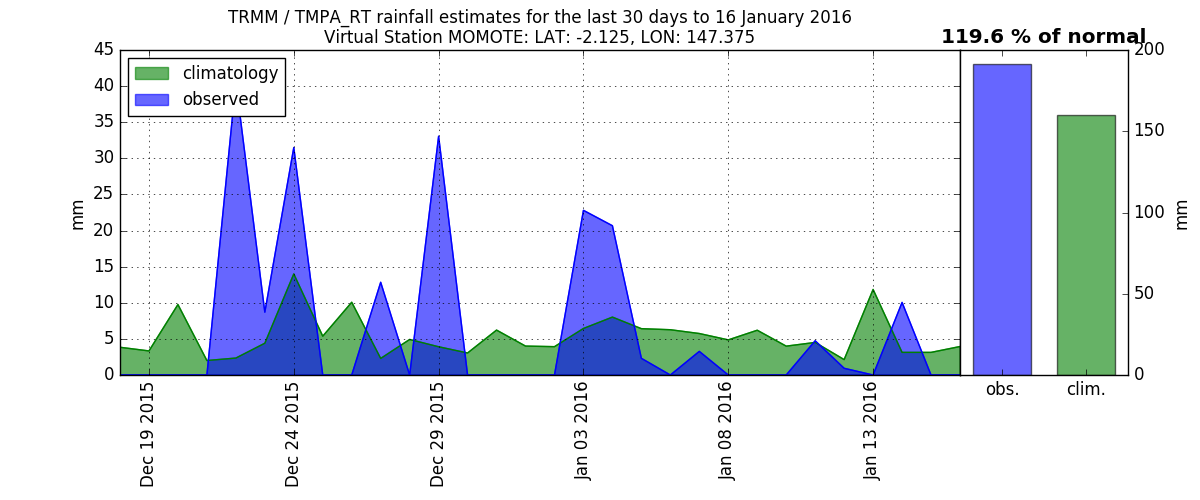 TRMM / TMPA_RT rainfall estimates for the last 30 days to 16 January 2016
Virtual Station MOMOTE: LAT: -2.125, LON: 147.375
119.6 % of normal
climatology
observed
45
40
35
30
25
20
15
10
5
0
mm
Dec 19 2015
Dec 24 2015
Dec 29 2015
Jan 03 2016
Jan 08 2016
Jan 13 2016
200
150
100
50
0
mm
obs.
clim.